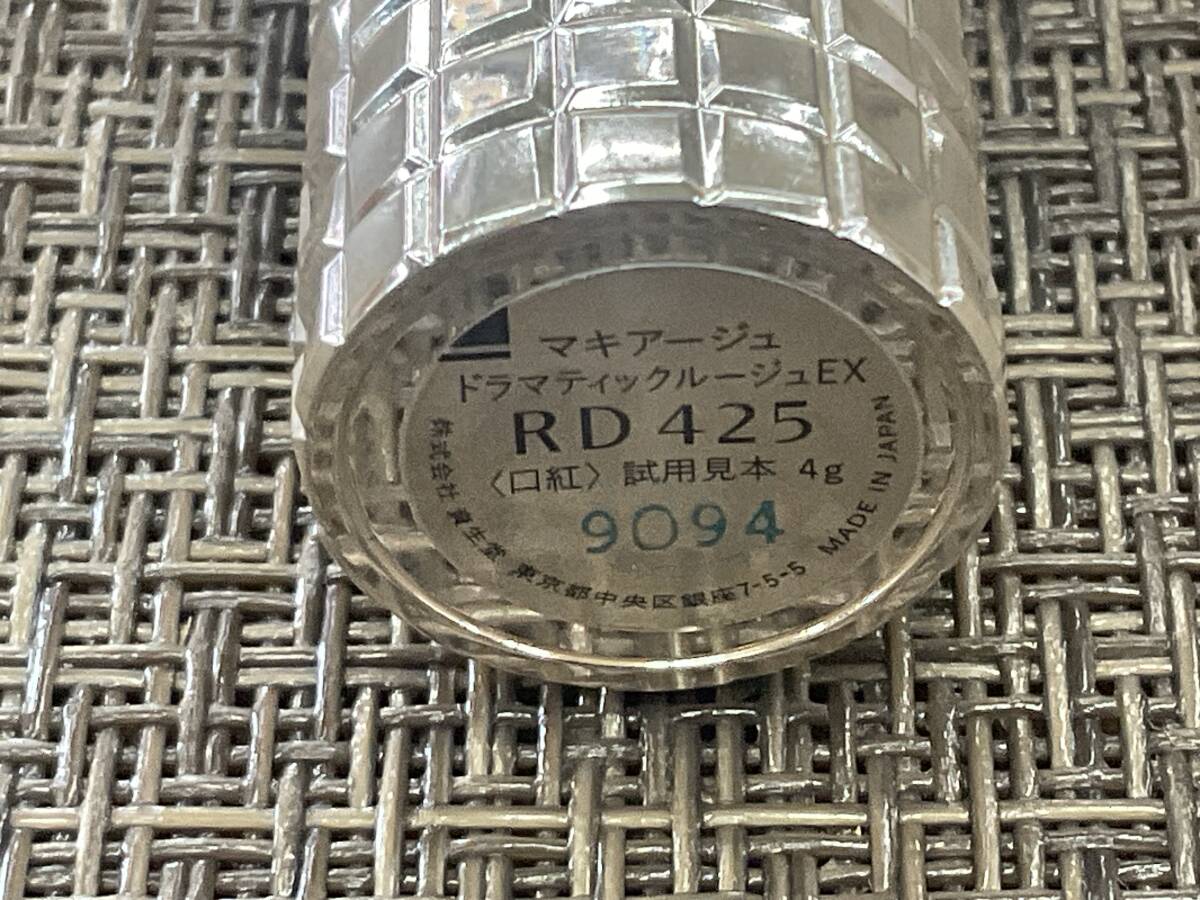 マキアージュ
ドラマティックルージュEX
RD 425
〈口紅〉試用見本 4g
9094
株式会社 資生堂 東京都中央区銀座7-5-5 MADE IN JAPAN